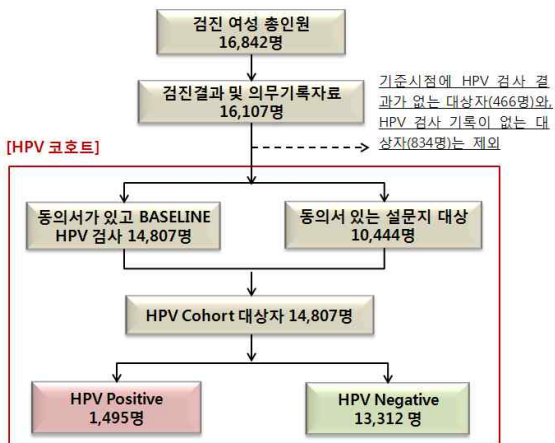 검진 여성 총인원
16,842명
검진결과 및 의무기록자료
16,107명
기준시점에 HPV 검사 결
과가 없는 대상자(466명)와,
HPV 검사 기록이 없는 대
상자(834명)는 제외
[HPV 코호트]
동의서가 있고 BASELINE
HPV 검사 14,807명
동의서 있는 설문지 대상
10,444명
HPV Cohort 대상자 14,807명
HPV Positive
1,495명
HPV Negative
13,312 명